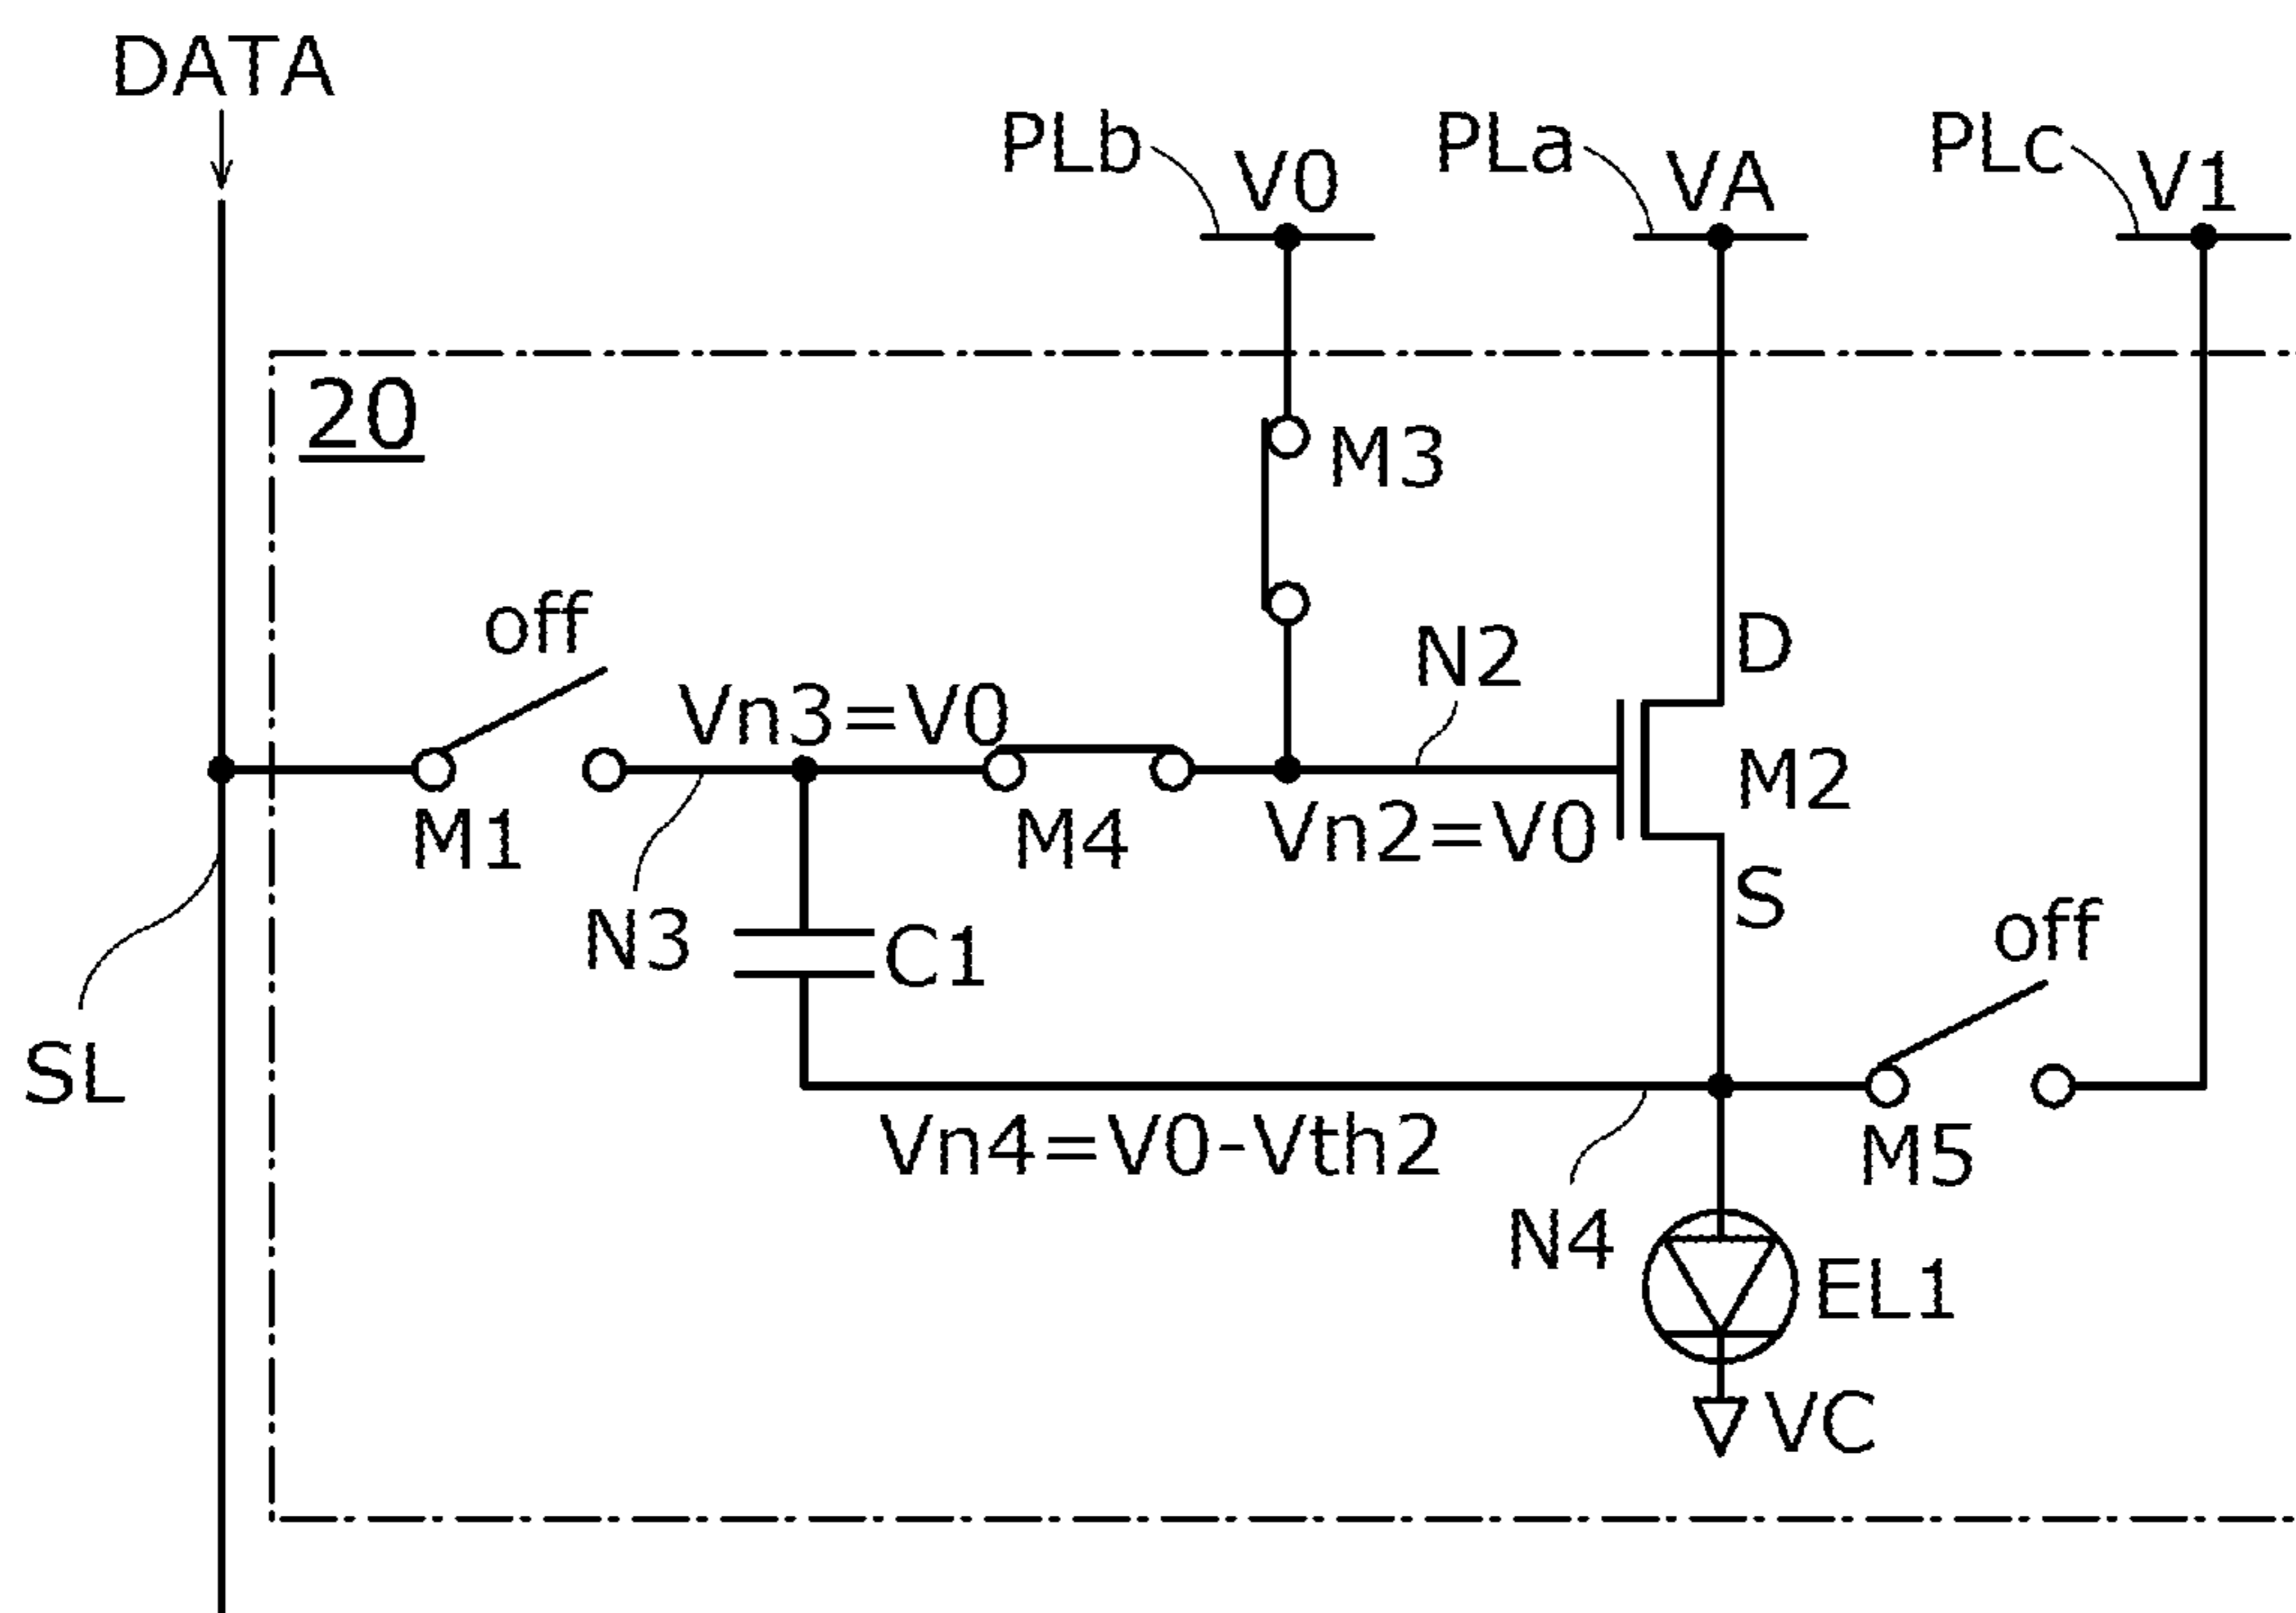 DATA
PLb
V0
PLa
VA
PLc
V1
20
M3
off
Vn3=V0
N2
D
M1
M4
Vn2=V0
M2
N3
C1
S
off
SL
Vn4=V0-Vth2
M5
N4
EL1
VC